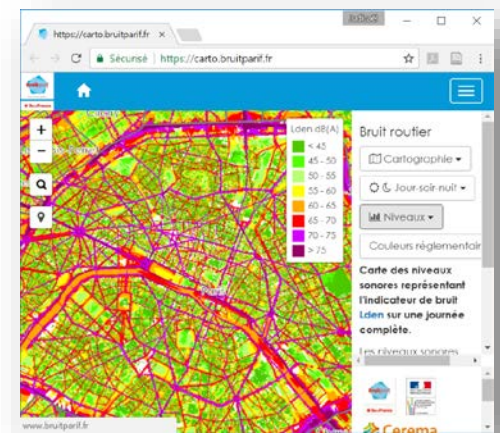 https://carto.bruitparif.fr
Sécurisé | https://carto.bruitparif.fr
Lden dB(A)
< 45
45 - 50
50 - 55
55 - 60
60 - 65
65 - 70
70 - 75
> 75
Paris
Bruit routier
Cartographie
Jour-soir-nuit
Niveaux
Couleurs réglementair
Carte des niveaux
sonores représentant
l'indicateur de bruit
Lden sur une journée
complète.
Les niveaux sonores
Cerema
www.bruitparif.fr